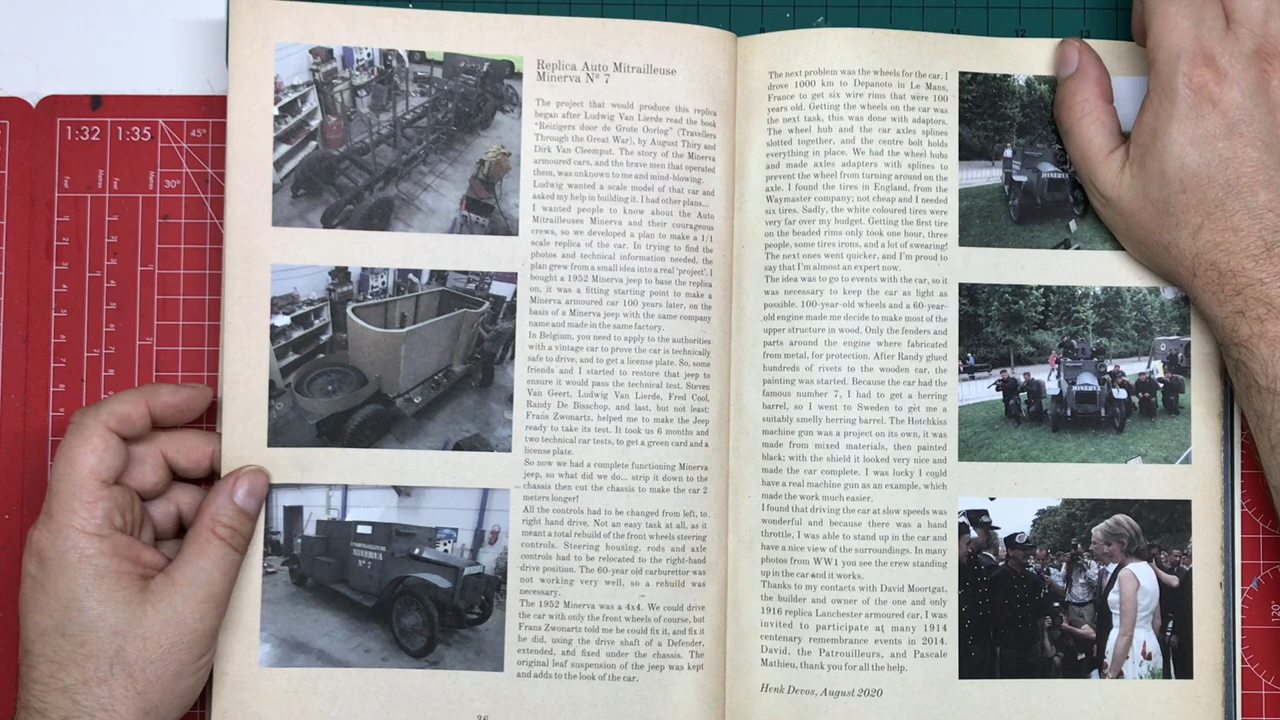 Replica Auto Mitrailleuse
Minerva Nº 7
The project that would produce this replica
began after Ludwig Van Lierde read the book
"Reizigers door de Grote Oorlog" (Travellers
Through the Great War), by August Thiry and
Dirk Van Cleemput. The story of the Minerva
armoured cars, and the brave men that operated
them, was unknown to me and mind-blowing.
Ludwig wanted a scale model of that car and
asked my help in building it. I had other plans...
I wanted people to know about the Auto
Mitrailleuses Minerva and their courageous
crews, so we developed a plan to make a 1/1
scale replica of the car. In trying to find the
photos and technical information needed, the
plan grew from a small idea into a real 'project'. I
bought a 1952 Minerva jeep to base the replica
on, it was a fitting starting point to make a
Minerva armoured car 100 years later, on the
basis of a Minerva jeep with the same company
name and made in the same factory.
In Belgium, you need to apply to the authorities
with a vintage car to prove the car is technically
safe to drive, and to get a license plate. So, some
friends and I started to restore that jeep to
ensure it would pass the technical test. Steven
Van Geert, Ludwig Van Lierde, Fred Cool,
Randy De Bisschop, and last, but not least:
Frans Zwonartz, helped me to make the Jeep
ready to take its test. It took us 6 months and
two technical car tests, to get a green card and a
license plate.
So now we had a complete functioning Minerva
jeep, so what did we do... strip it down to the
chassis then cut the chassis to make the car 2
meters longer!
All the controls had to be changed from left, to
right hand drive. Not an easy task at all, as it
meant a total rebuild of the front wheels steering
controls. Steering housing, rods and axle
controls had to be relocated to the right-hand
drive position. The 60-year old carburettor was
not working very well, so a rebuild was
necessary.
The 1952 Minerva was a 4x4. We could drive
the car with only the front wheels of course, but
Frans Zwonartz told me he could fix it, and fix it
he did, using the drive shaft of a Defender,
extended, and fixed under the chassis. The
original leaf suspension of the jeep was kept
and adds to the look of the car.
The next problem was the wheels for the car. I
drove 1000 km to Depanoto in Le Mans,
France to get six wire rims that were 100
years old. Getting the wheels on the car was
the next task, this was done with adaptors.
The wheel hub and the car axles splines
slotted together, and the centre bolt holds
everything in place. We had the wheel hubs
and made axles adapters with splines to
prevent the wheel from turning around on the
axle. I found the tires in England, from the
Waymaster company; not cheap and I needed
six tires. Sadly, the white coloured tires were
very far over my budget. Getting the first tire
on the beaded rims only took one hour, three
people, some tires irons, and a lot of swearing!
The next ones went quicker, and I'm proud to
say that I'm almost an expert now.
The idea was to go to events with the car, so it
was necessary to keep the car as light as
possible. 100-year-old wheels and a 60-year-
old engine made me decide to make most of the
upper structure in wood. Only the fenders and
parts around the engine where fabricated
from metal, for protection. After Randy glued
hundreds of rivets to the wooden car, the
painting was started. Because the car had the
famous number 7, I had to get a herring
barrel, so I went to Sweden to get me a
suitably smelly herring barrel. The Hotchkiss
machine gun was a project on its own, it was
made from mixed materials, then painted
black; with the shield it looked very nice and
made the car complete. I was lucky I could
have a real machine gun as an example, which
made the work much easier.
I found that driving the car at slow speeds was
wonderful and because there was a hand
throttle, I was able to stand up in the car and
have a nice view of the surroundings. In many
photos from WW1 you see the crew standing
up in the car and it works.
Thanks to my contacts with David Moortgat,
the builder and owner of the one and only
1916 replica Lanchester armoured car, I was
invited to participate at many 1914
centenary remembrance events in 2014.
David, the Patrouilleurs, and Pascale
Mathieu, thank you for all the help.
Henk Devos, August 2020
1:32 1:35 45°
30°
Feet Metres Feet Metres
MINERVA
Nº 7
MINERVA
MINERVA
12 13
120°